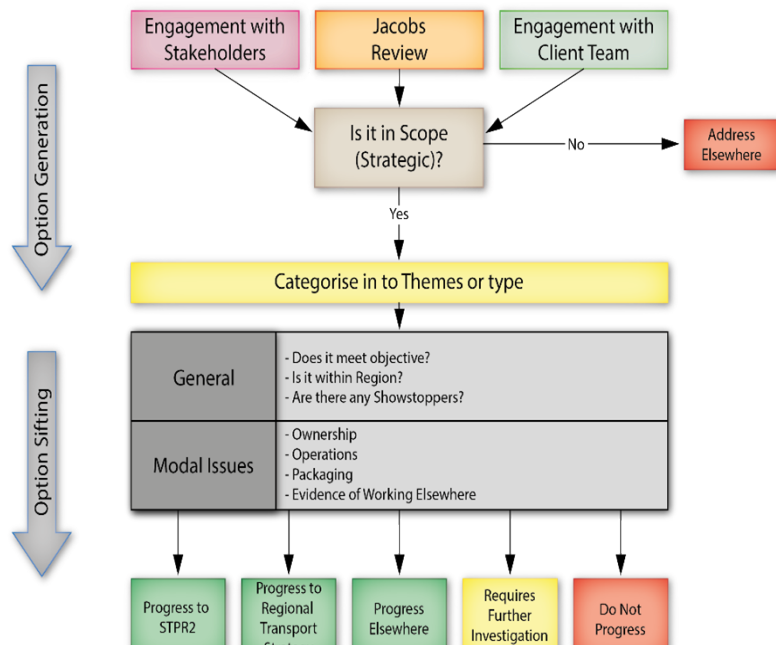 Engagement with
Stakeholders
Jacobs
Review
Engagement with
Client Team
Option Generation
Is it in Scope
(Strategic)?
No
Address
Elsewhere
Yes
Categorise in to Themes or type
Option Sifting
General
- Does it meet objective?
- Is it within Region?
- Are there any Showstoppers?
Modal Issues
- Ownership
- Operations
- Packaging
- Evidence of Working Elsewhere
Progress to
STPR2
Progress to
Regional
Transport
Progress
Elsewhere
Requires
Further
Investigation
Do Not
Progress